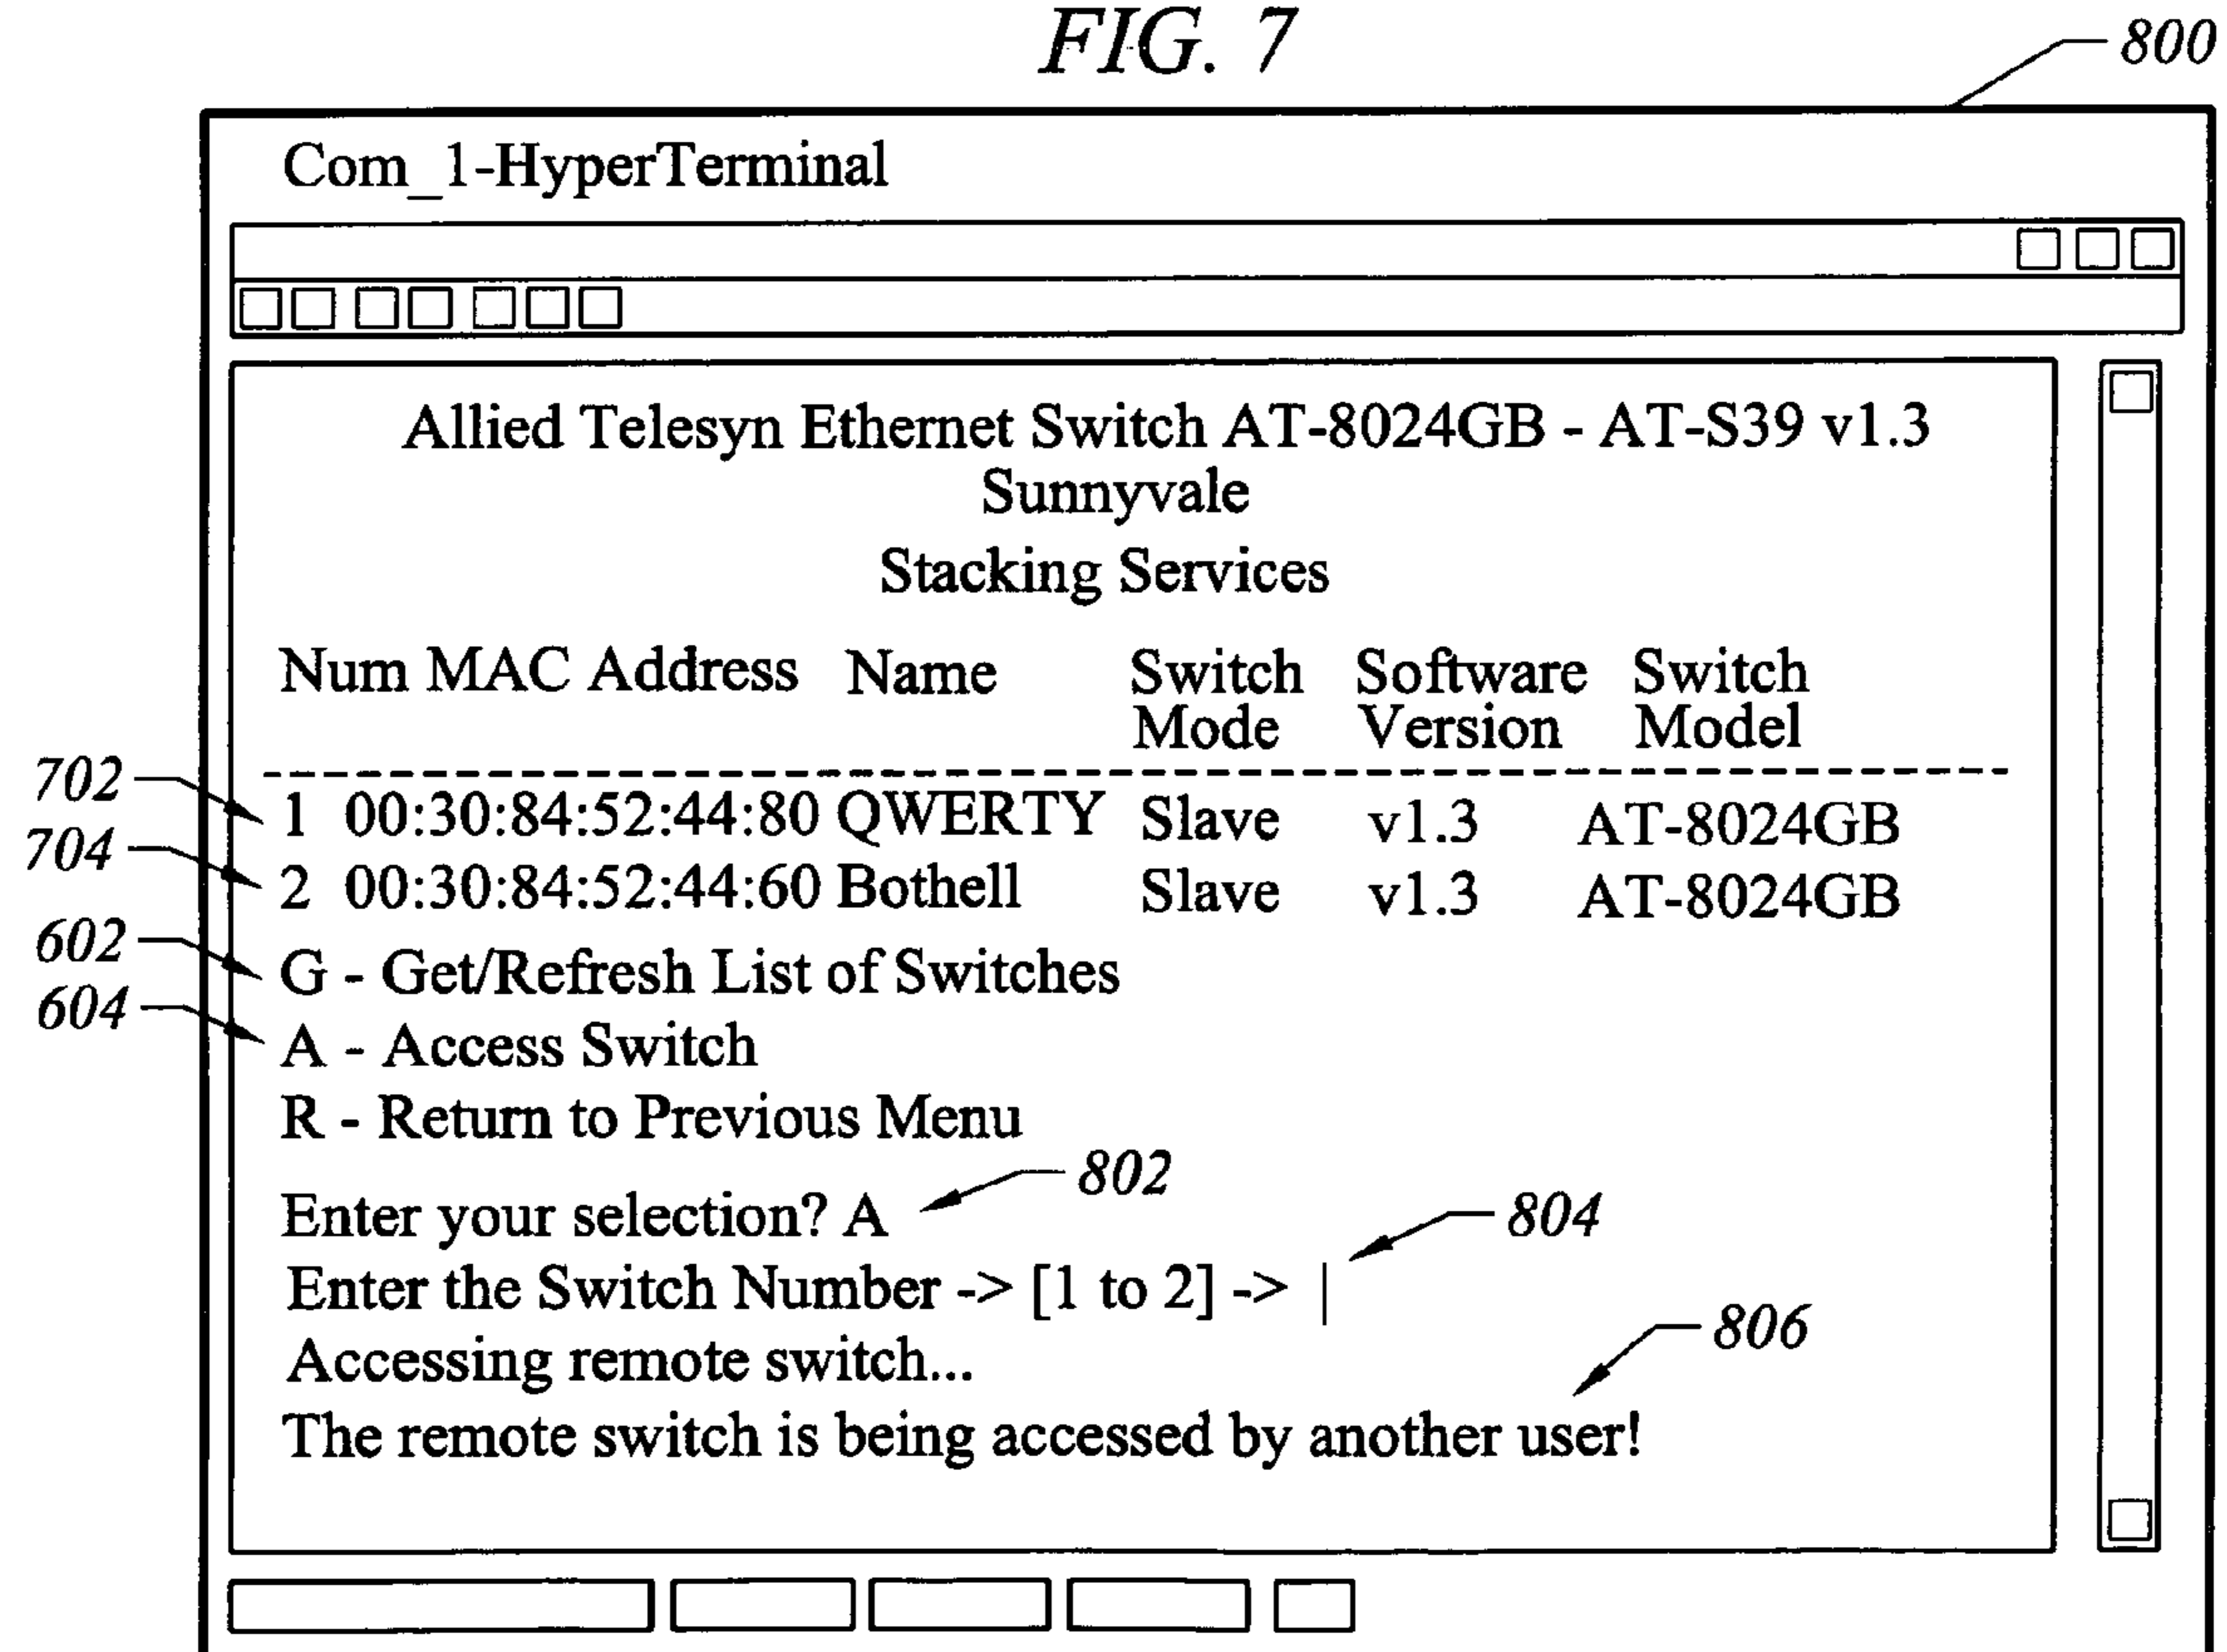 FIG. 7
800
Com_1-HyperTerminal
Allied Telesyn Ethernet Switch AT-8024GB - AT-S39 v1.3
Sunnyvale
Stacking Services
Num MAC Address Name Switch Software Switch
Mode Version Model
702
1 00:30:84:52:44:80 QWERTY Slave v1.3 AT-8024GB
704
2 00:30:84:52:44:60 Bothell Slave v1.3 AT-8024GB
602
G - Get/Refresh List of Switches
604
A - Access Switch
R - Return to Previous Menu
802
Enter your selection? A
804
Enter the Switch Number -> [1 to 2] -> |
Accessing remote switch...
806
The remote switch is being accessed by another user!